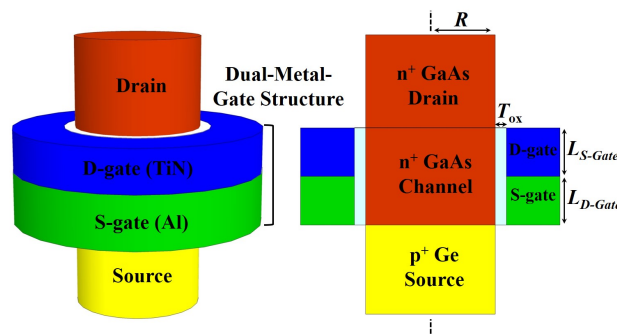 Drain
Dual-Metal-
Gate Structure
D-gate (TiN)
S-gate (Al)
Source
R
n+ GaAs
Drain
Tox
n+ GaAs
Channel
D-gate
LS-Gate
S-gate
LD-Gate
p+ Ge
Source